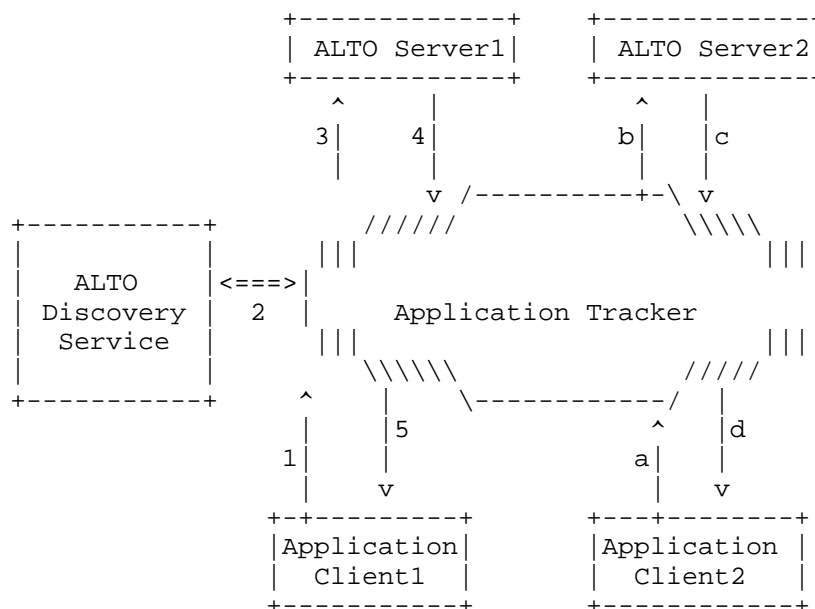 ALTO Server1 ALTO Server2
3 4 b c
ALTO
Discovery
Service
2
Application Tracker
1 5 a d
Application Application
Client1 Client2